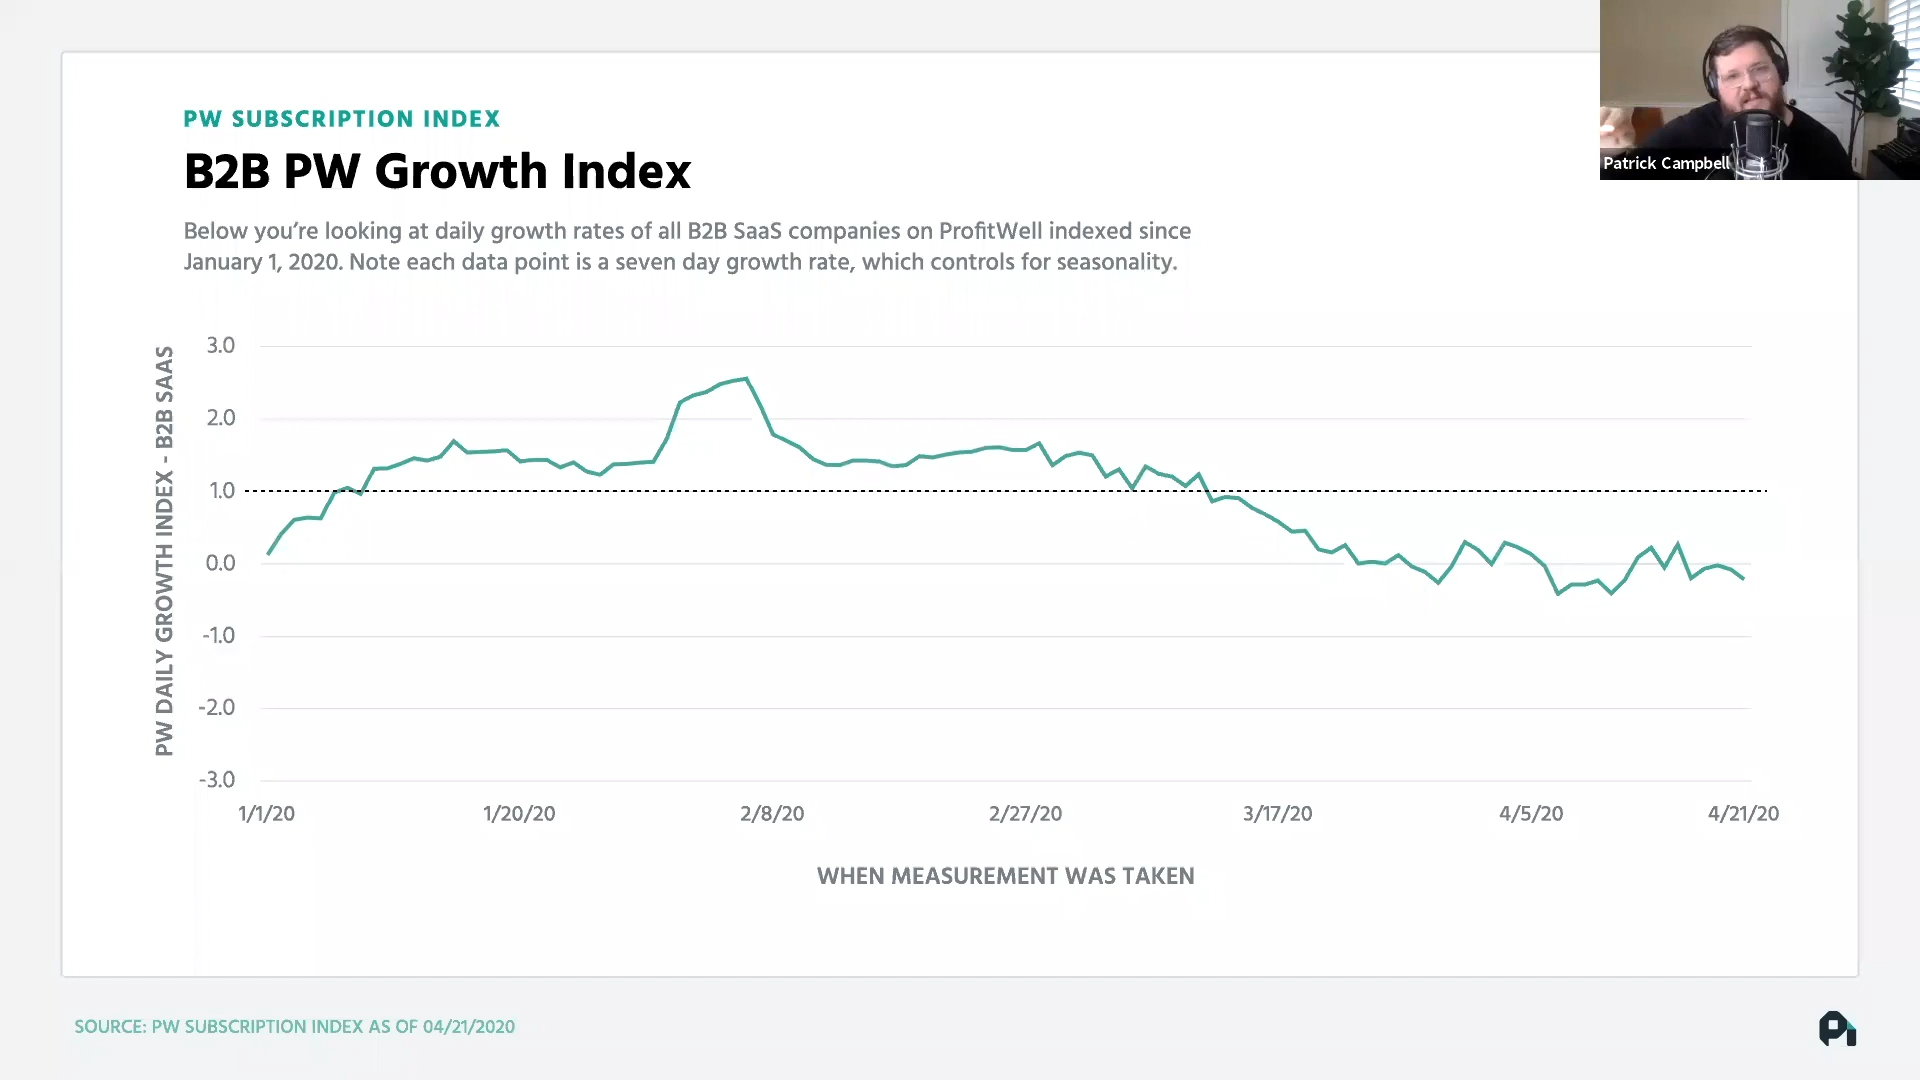 PW SUBSCRIPTION INDEX
B2B PW Growth Index
Below you’re looking at daily growth rates of all B2B SaaS companies on ProfitWell indexed since
January 1, 2020. Note each data point is a seven day growth rate, which controls for seasonality.
Patrick Campbell
PW DAILY GROWTH INDEX - B2B SAAS
3.0
2.0
1.0
0.0
-1.0
-2.0
-3.0
1/1/20 1/20/20 2/8/20 2/27/20 3/17/20 4/5/20 4/21/20
WHEN MEASUREMENT WAS TAKEN
SOURCE: PW SUBSCRIPTION INDEX AS OF 04/21/2020